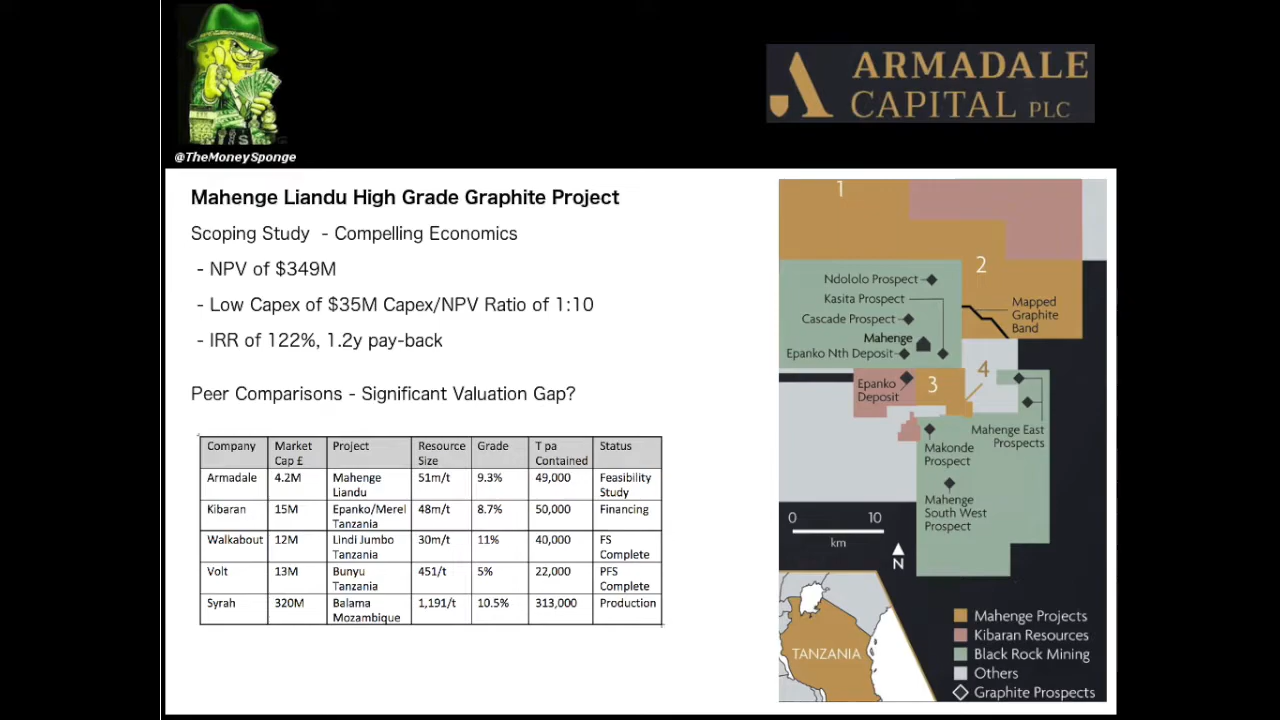 @TheMoneySponge
ARMADALE
CAPITAL PLC
Mahenge Liandu High Grade Graphite Project
Scoping Study - Compelling Economics
- NPV of $349M
- Low Capex of $35M Capex/NPV Ratio of 1:10
- IRR of 122%, 1.2y pay-back
Peer Comparisons - Significant Valuation Gap?
Company Market Cap £ Project Resource Size Grade T pa Contained Status
Armadale 4.2M Mahenge Liandu 51m/t 9.3% 49,000 Feasibility Study
Kibaran 15M Epanko/Merel Tanzania 48m/t 8.7% 50,000 Financing
Walkabout 12M Lindi Jumbo Tanzania 30m/t 11% 40,000 FS Complete
Volt 13M Bunyu Tanzania 451/t 5% 22,000 PFS Complete
Syrah 320M Balama Mozambique 1,191/t 10.5% 313,000 Production
1
2
Ndololo Prospect
Kasita Prospect
Mapped
Graphite
Band
Cascade Prospect
Mahenge
Epanko Nth Deposit
4
3
Epanko
Deposit
Mahenge East
Prospects
Makonde
Prospect
Mahenge
South West
Prospect
0 10
km
N
TANZANIA
Mahenge Projects
Kibaran Resources
Black Rock Mining
Others
Graphite Prospects